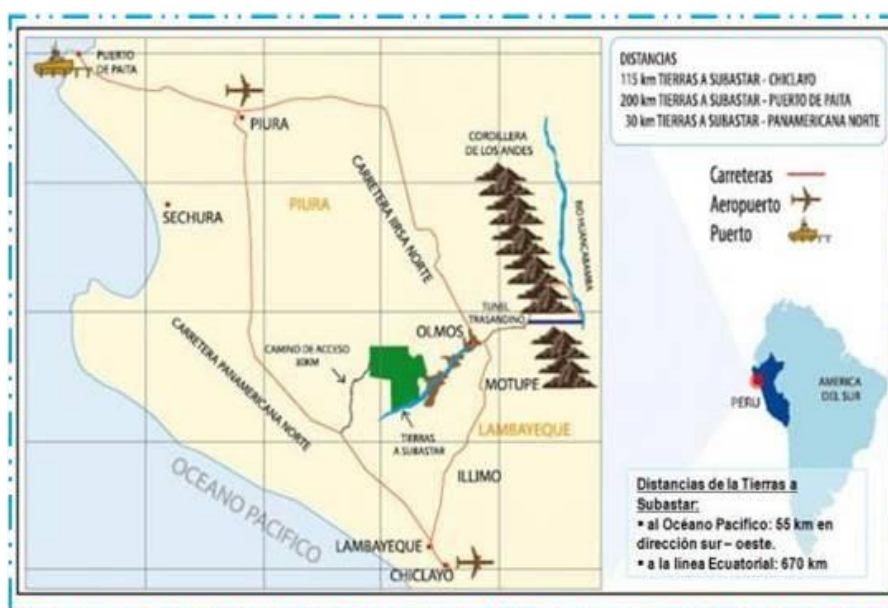 PUERTO
DE PAITA
PIURA
SECHURA
PIURA
CARRETERA IIRSA NORTE
CORDILLERA
DE LOS ANDES
RIO HUANCABAMBA
TUNEL
TRASANDINO
OLMOS
CAMINO DE ACCESO
30KM
CARRETERA PANAMERICANA NORTE
MOTUPE
TIERRAS
A SUBASTAR
LAMBAYEQUE
ILLIMO
OCEANO PACIFICO
LAMBAYEQUE
CHICLAYO
DISTANCIAS
115 km TIERRAS A SUBASTAR - CHICLAYO
200 km TIERRAS A SUBASTAR - PUERTO DE PAITA
30 km TIERRAS A SUBASTAR - PANAMERICANA NORTE
Carreteras
Aeropuerto
Puerto
PERU
AMERICA
DEL SUR
Distancias de la Tierras a
Subastar:
▪ al Océano Pacífico: 55 km en
dirección sur – oeste.
▪ a la línea Ecuatorial: 670 km